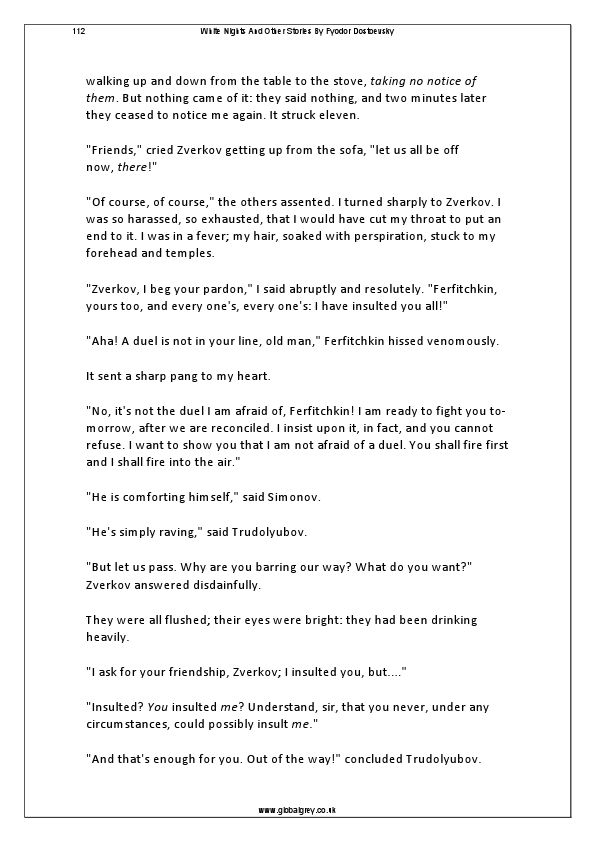 112 White Nights And Other Stories By Fyodor Dostoevsky
walking up and down from the table to the stove, taking no notice of
them. But nothing came of it: they said nothing, and two minutes later
they ceased to notice me again. It struck eleven.
"Friends," cried Zverkov getting up from the sofa, "let us all be off
now, there!"
"Of course, of course," the others assented. I turned sharply to Zverkov. I
was so harassed, so exhausted, that I would have cut my throat to put an
end to it. I was in a fever; my hair, soaked with perspiration, stuck to my
forehead and temples.
"Zverkov, I beg your pardon," I said abruptly and resolutely. "Ferfitchkin,
yours too, and every one's, every one's: I have insulted you all!"
"Aha! A duel is not in your line, old man," Ferfitchkin hissed venomously.
It sent a sharp pang to my heart.
"No, it's not the duel I am afraid of, Ferfitchkin! I am ready to fight you to-
morrow, after we are reconciled. I insist upon it, in fact, and you cannot
refuse. I want to show you that I am not afraid of a duel. You shall fire first
and I shall fire into the air."
"He is comforting himself," said Simonov.
"He's simply raving," said Trudolyubov.
"But let us pass. Why are you barring our way? What do you want?"
Zverkov answered disdainfully.
They were all flushed; their eyes were bright: they had been drinking
heavily.
"I ask for your friendship, Zverkov; I insulted you, but...."
"Insulted? You insulted me? Understand, sir, that you never, under any
circumstances, could possibly insult me."
"And that's enough for you. Out of the way!" concluded Trudolyubov.
www.globalgrey.co.uk